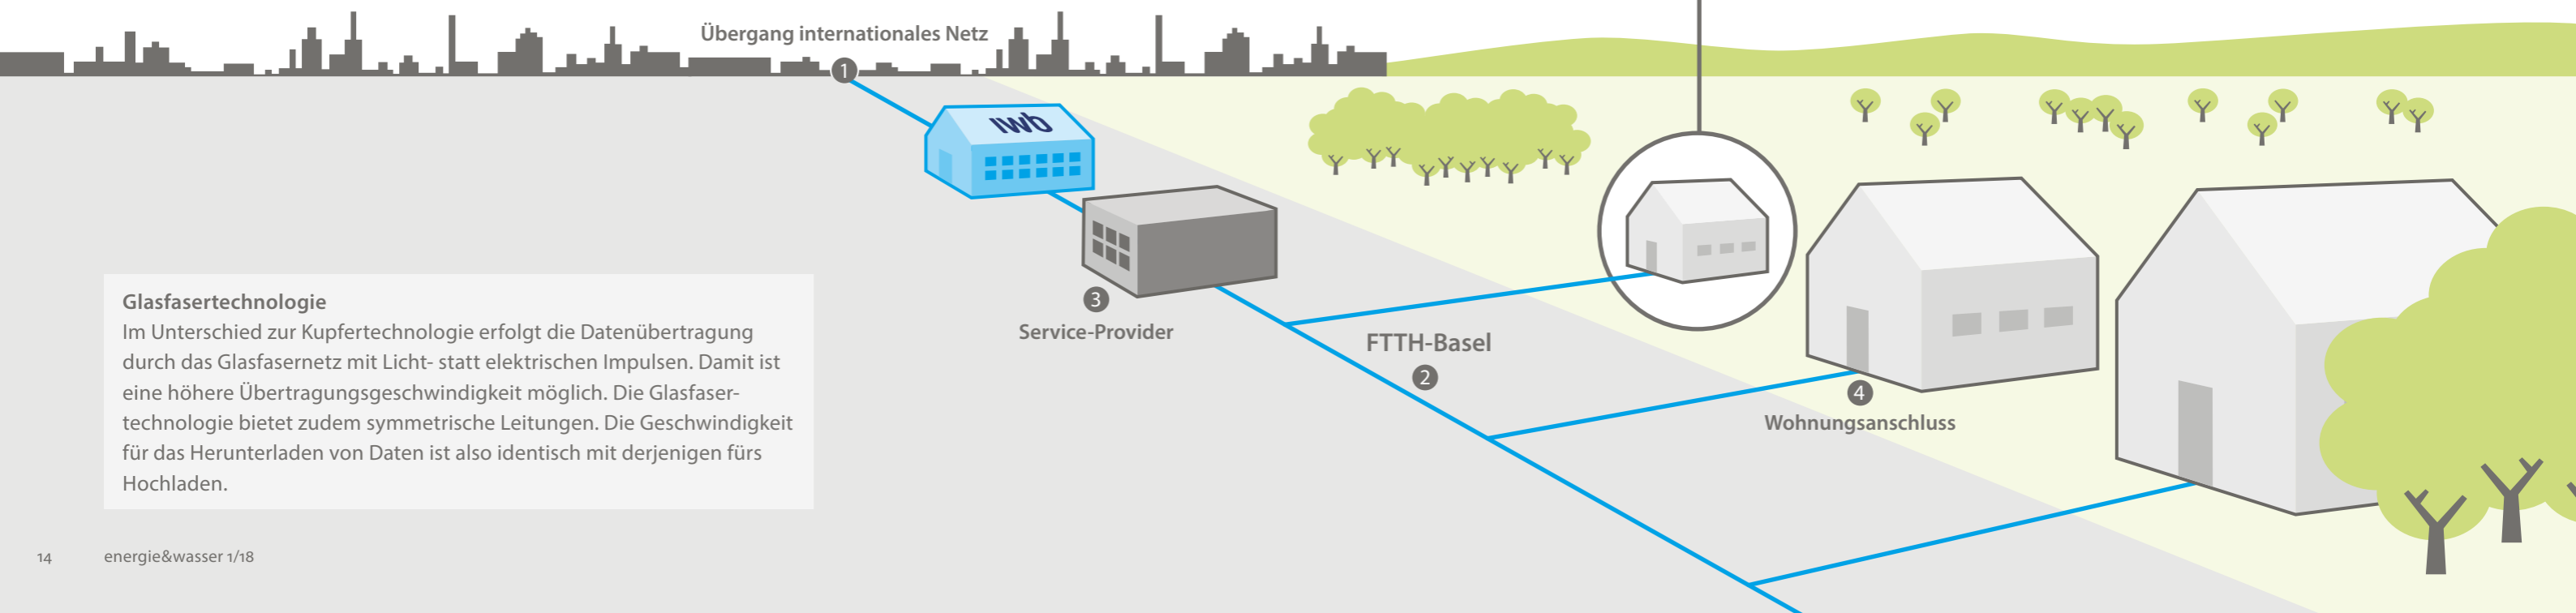 Übergang internationales Netz
1
IWb
3
Service-Provider
FTTH-Basel
2
4
Wohnungsanschluss
Glasfasertechnologie
Im Unterschied zur Kupfertechnologie erfolgt die Datenübertragung
durch das Glasfasernetz mit Licht- statt elektrischen Impulsen. Damit ist
eine höhere Übertragungsgeschwindigkeit möglich. Die Glasfaser-
technologie bietet zudem symmetrische Leitungen. Die Geschwindigkeit
für das Herunterladen von Daten ist also identisch mit derjenigen fürs
Hochladen.
14 energie&wasser 1/18